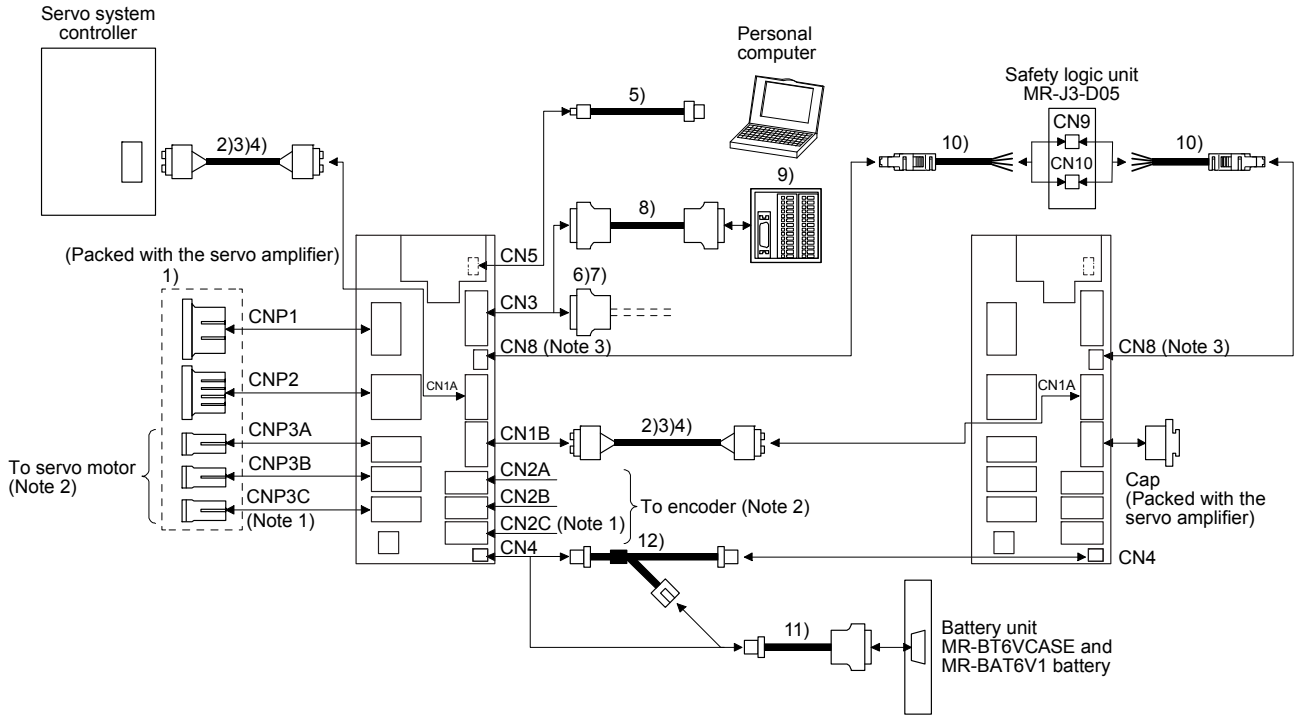 Servo system
controller
2)3)4)
5)
Personal
computer
Safety logic unit
MR-J3-D05
CN9
CN10
10)
10)
9)
8)
(Packed with the servo amplifier)
1)
CN5
CN3
6)7)
CNP1
CN8 (Note 3)
CN8 (Note 3)
CNP2
CN1A
CN1A
CNP3A
CN1B
2)3)4)
To servo motor
(Note 2)
CNP3B
CN2A
CN2B
To encoder (Note 2)
CNP3C
(Note 1)
CN2C (Note 1)
Cap
(Packed with the
servo amplifier)
CN4
12)
CN4
11)
Battery unit
MR-BT6VCASE and
MR-BAT6V1 battery